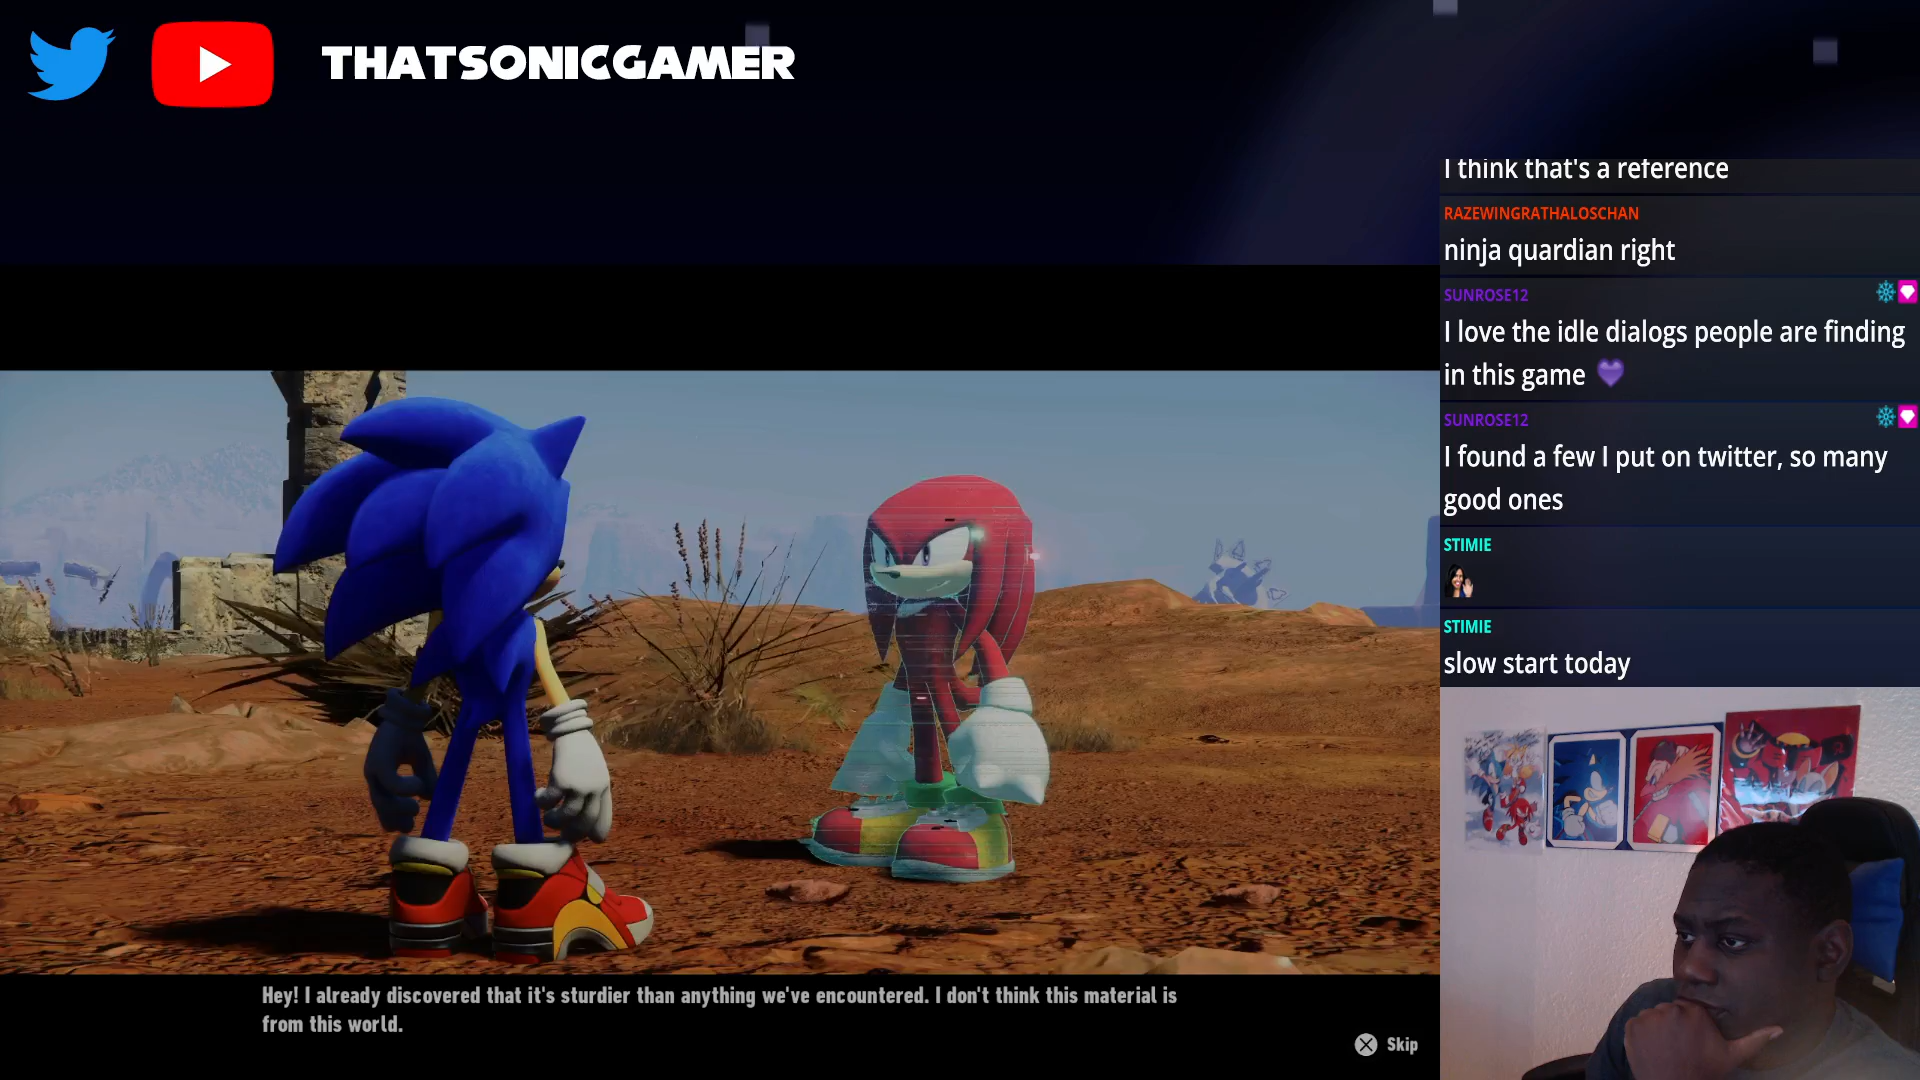 THATSONICGAMER
I think that's a reference
RAZEWINGRATHALOSCHAN
ninja quardian right
SUNROSE12
I love the idle dialogs people are finding
in this game
SUNROSE12
I found a few I put on twitter, so many
good ones
STIMIE
STIMIE
slow start today
Hey! I already discovered that it's sturdier than anything we've encountered. I don't think this material is
from this world.
Skip